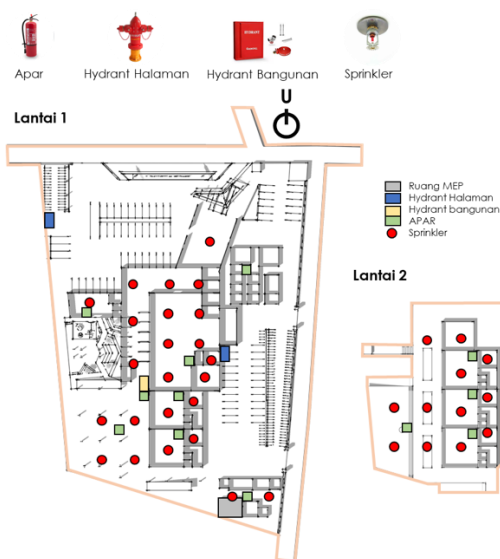 Apar
Hydrant Halaman
Hydrant Bangunan
Sprinkler
Lantai 1
U
Ruang MEP
Hydrant Halaman
Hydrant bangunan
APAR
Sprinkler
Lantai 2